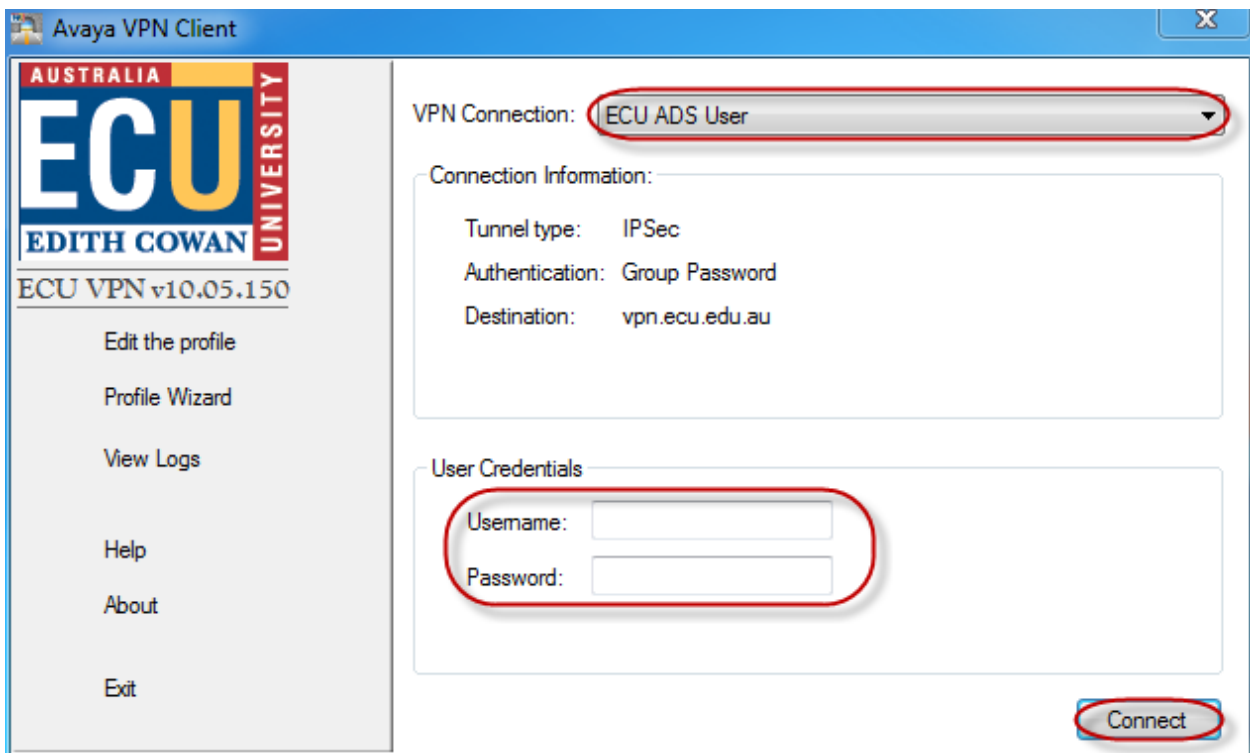 Avaya VPN Client
AUSTRALIA
ECU
UNIVERSITY
EDITH COWAN
ECU VPN v10.05.150
Edit the profile
Profile Wizard
View Logs
Help
About
Exit
VPN Connection: ECU ADS User
Connection Information:
Tunnel type: IPSec
Authentication: Group Password
Destination: vpn.ecu.edu.au
User Credentials
Username:
Password:
Connect